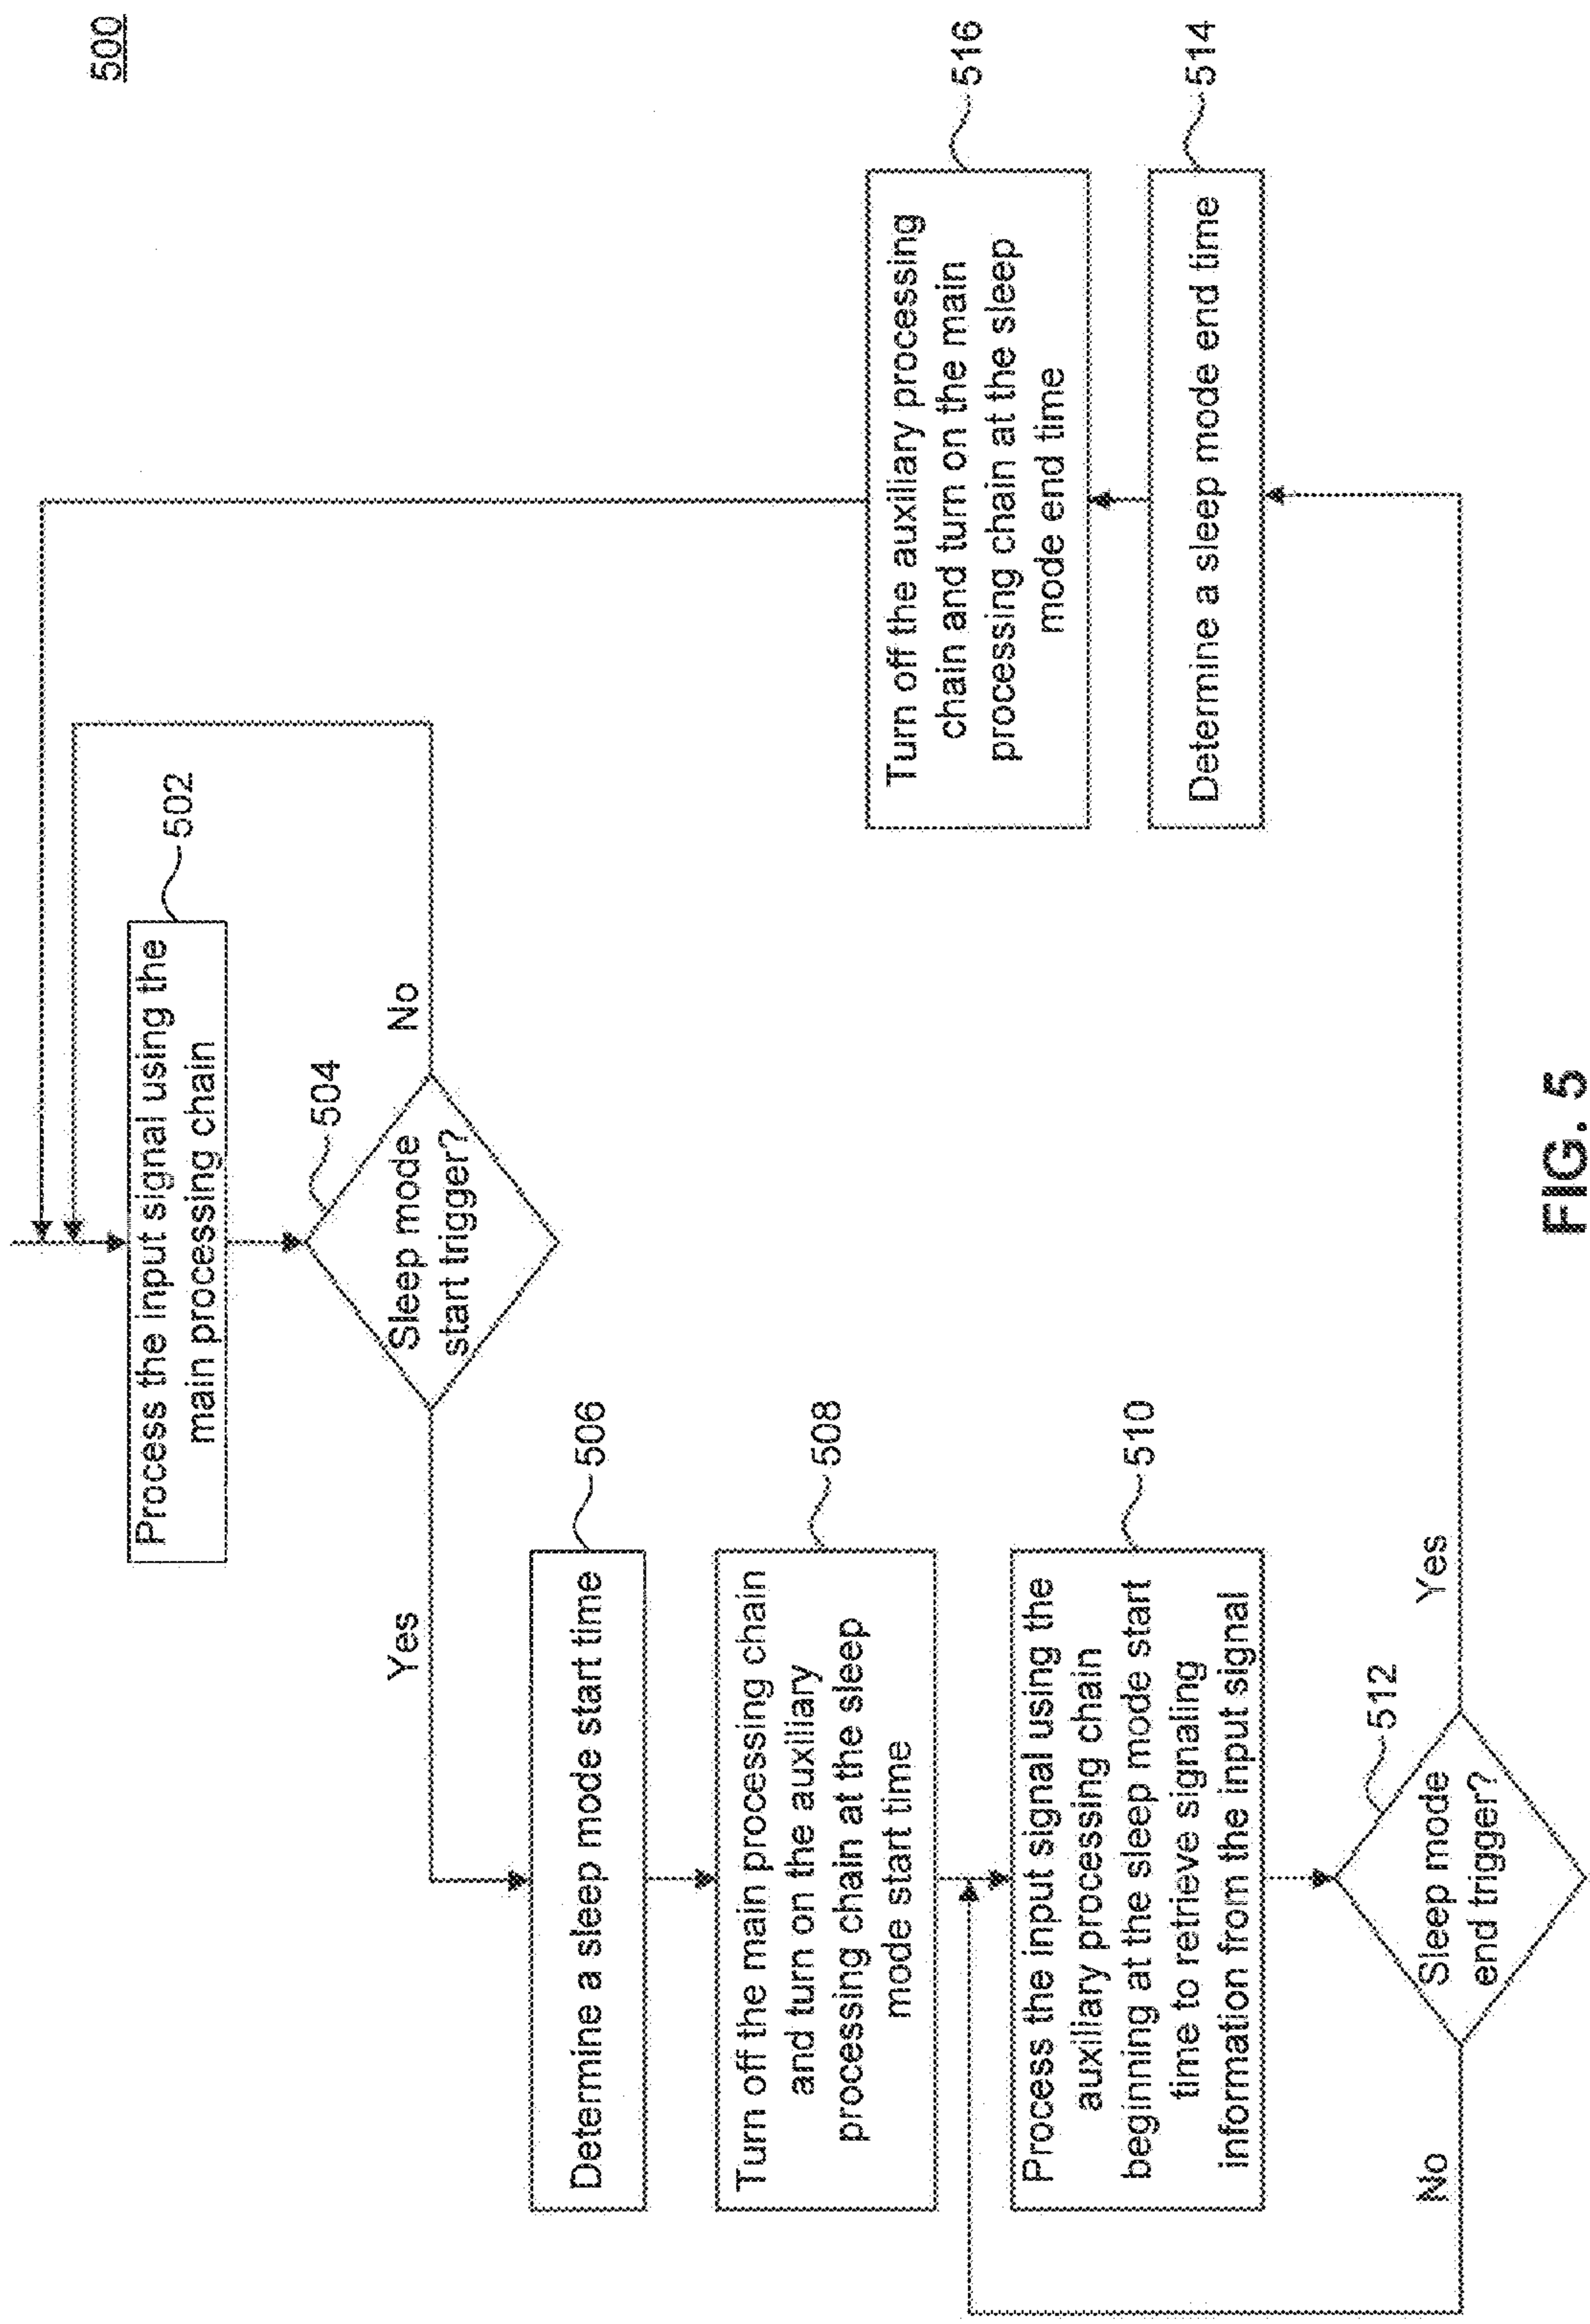 500
Process the input signal using the
main processing chain
502
Sleep mode
start trigger?
504
No
Yes
Determine a sleep mode start time
506
Turn off the main processing chain
and turn on the auxiliary
processing chain at the sleep
mode start time
508
Process the input signal using the
auxiliary processing chain
beginning at the sleep mode start
time to retrieve signaling
information from the input signal
510
Sleep mode
end trigger?
512
No
Yes
Determine a sleep mode end time
514
Turn off the auxiliary processing
chain and turn on the main
processing chain at the sleep
mode end time
516
FIG. 5